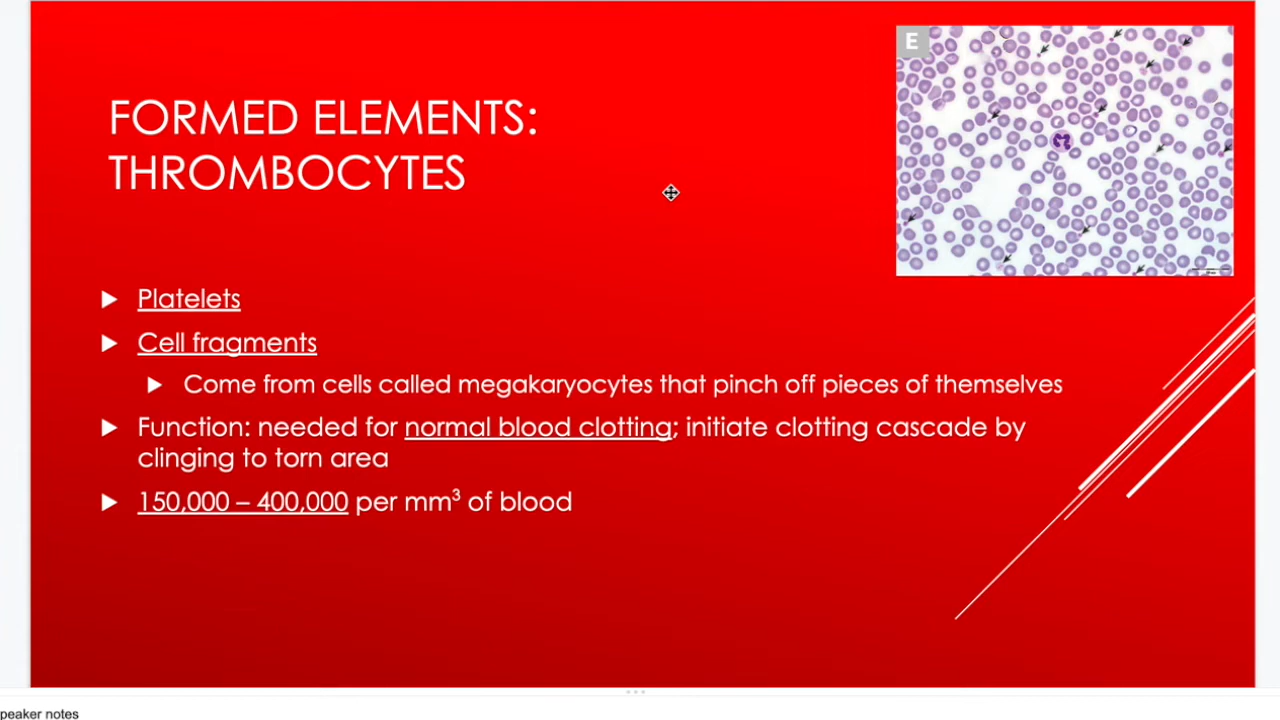 E
FORMED ELEMENTS:
THROMBOCYTES
▶ Platelets
▶ Cell fragments
▶ Come from cells called megakaryocytes that pinch off pieces of themselves
▶ Function: needed for normal blood clotting; initiate clotting cascade by
clinging to torn area
▶ 150,000 – 400,000 per mm³ of blood
peaker notes